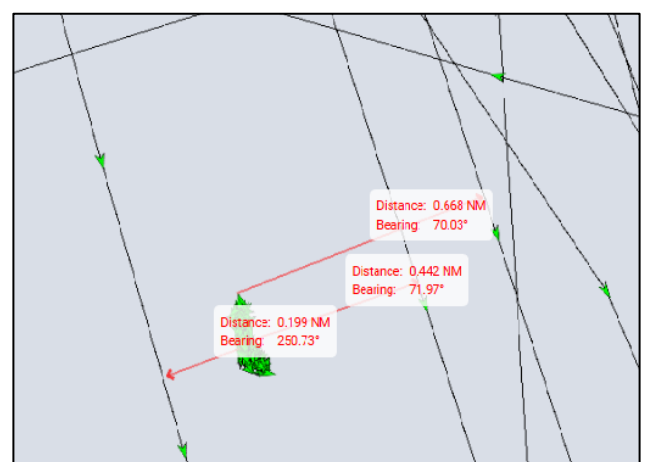 Distance: 0.668 NM
Bearing: 70.03°
Distance: 0.442 NM
Bearing: 71.97°
Distance: 0.199 NM
Bearing: 250.73°